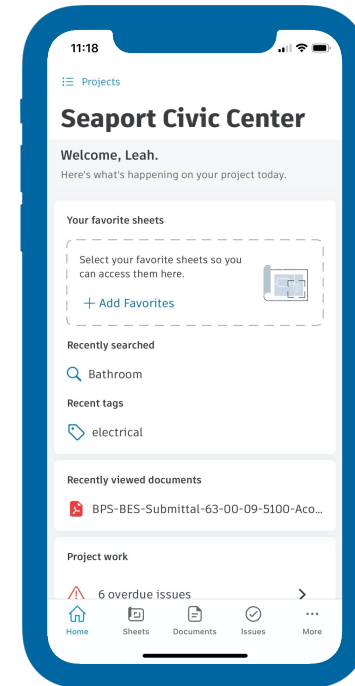 11:18
Projects
Seaport Civic Center
Welcome, Leah.
Here's what's happening on your project today.
Your favorite sheets
Select your favorite sheets so you
can access them here.
+ Add Favorites
Recently searched
Bathroom
Recent tags
electrical
Recently viewed documents
BPS-BES-Submittal-63-00-09-5100-Aco...
Project work
6 overdue issues
Home Sheets Documents Issues More